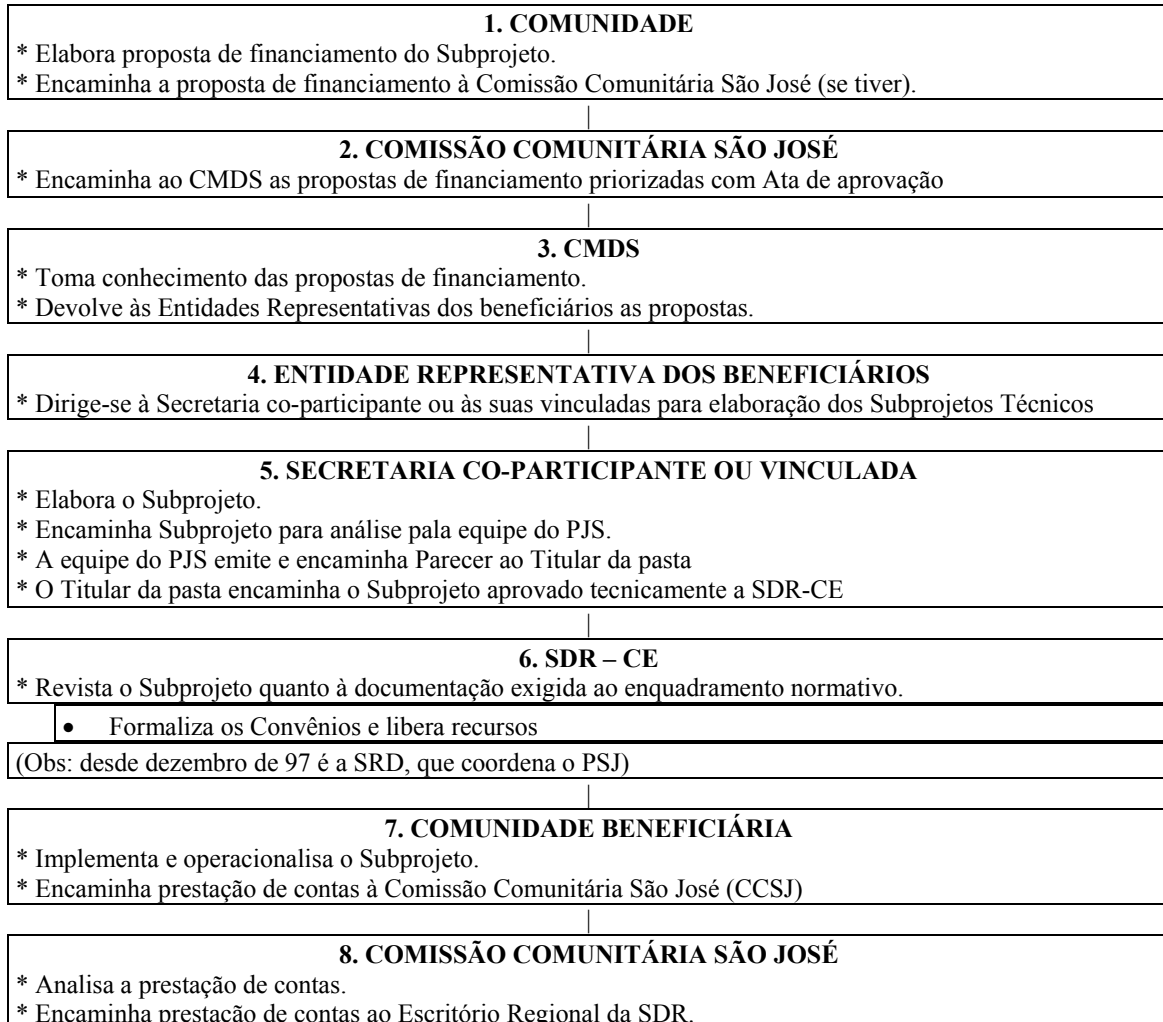 1. COMUNIDADE
* Elabora proposta de financiamento do Subprojeto.
* Encaminha a proposta de financiamento à Comissão Comunitária São José (se tiver).
2. COMISSÃO COMUNITÁRIA SÃO JOSÉ
* Encaminha ao CMDS as propostas de financiamento priorizadas com Ata de aprovação
3. CMDS
* Toma conhecimento das propostas de financiamento.
* Devolve às Entidades Representativas dos beneficiários as propostas.
4. ENTIDADE REPRESENTATIVA DOS BENEFICIÁRIOS
* Dirige-se à Secretaria co-participante ou às suas vinculadas para elaboração dos Subprojetos Técnicos
5. SECRETARIA CO-PARTICIPANTE OU VINCULADA
* Elabora o Subprojeto.
* Encaminha Subprojeto para análise pala equipe do PJS.
* A equipe do PJS emite e encaminha Parecer ao Titular da pasta
* O Titular da pasta encaminha o Subprojeto aprovado tecnicamente a SDR-CE
6. SDR – CE
* Revista o Subprojeto quanto à documentação exigida ao enquadramento normativo.
• Formaliza os Convênios e libera recursos
(Obs: desde dezembro de 97 é a SRD, que coordena o PSJ)
7. COMUNIDADE BENEFICIÁRIA
* Implementa e operacionalisa o Subprojeto.
* Encaminha prestação de contas à Comissão Comunitária São José (CCSJ)
8. COMISSÃO COMUNITÁRIA SÃO JOSÉ
* Analisa a prestação de contas.
* Encaminha prestação de contas ao Escritório Regional da SDR.